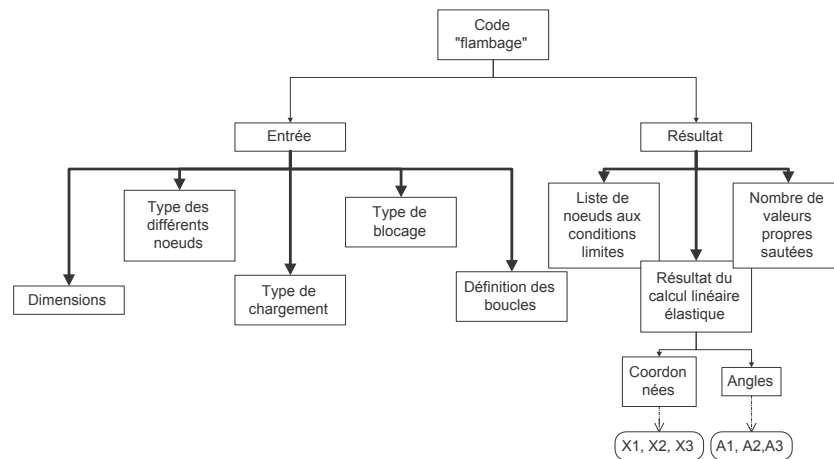 Code
"flambage"
Entrée
Résultat
Type des
différents
noeuds
Type de
blocage
Liste de
noeuds aux
conditions
limites
Nombre de
valeurs
propres
sautées
Dimensions
Type de
chargement
Définition des
boucles
Résultat du
calcul linéaire
élastique
Coordon
nées
Angles
X1, X2, X3
A1, A2,A3